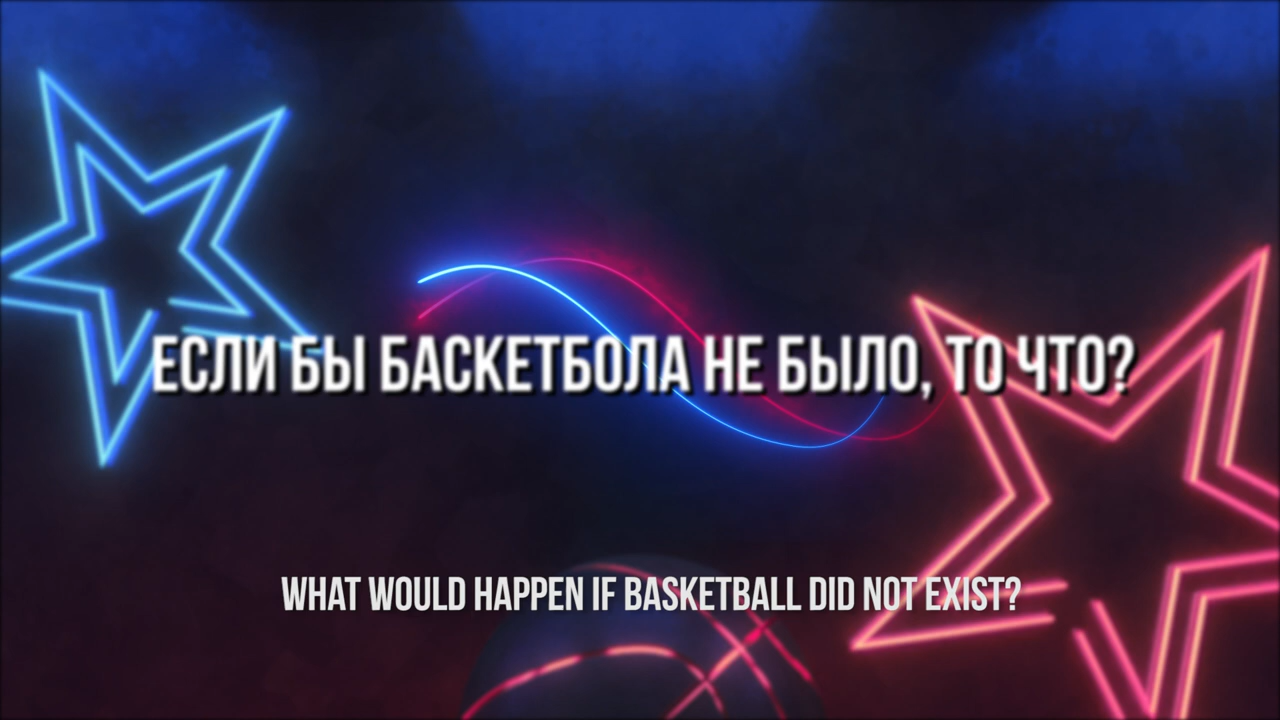 ЕСЛИ БЫ БАСКЕТБОЛА НЕ БЫЛО, ТО ЧТО?
WHAT WOULD HAPPEN IF BASKETBALL DID NOT EXIST?